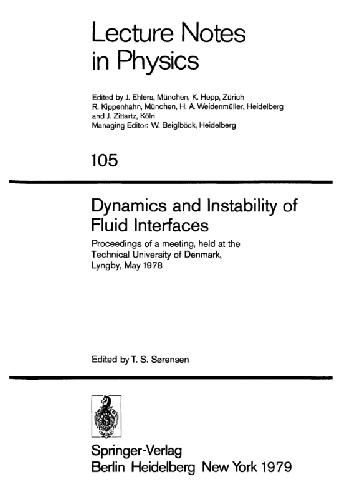 Lecture Notes
in Physics
Edited by J. Ehlers, München, K. Hepp, Zürich
R. Kippenhahn, München, H. A. Weidenmüller, Heidelberg
and J. Zittartz, Köln
Managing Editor: W. Beiglböck, Heidelberg
105
Dynamics and Instability of
Fluid Interfaces
Proceedings of a meeting, held at the
Technical University of Denmark,
Lyngby, May 1978
Edited by T. S. Sørensen
Springer-Verlag
Berlin Heidelberg New York 1979